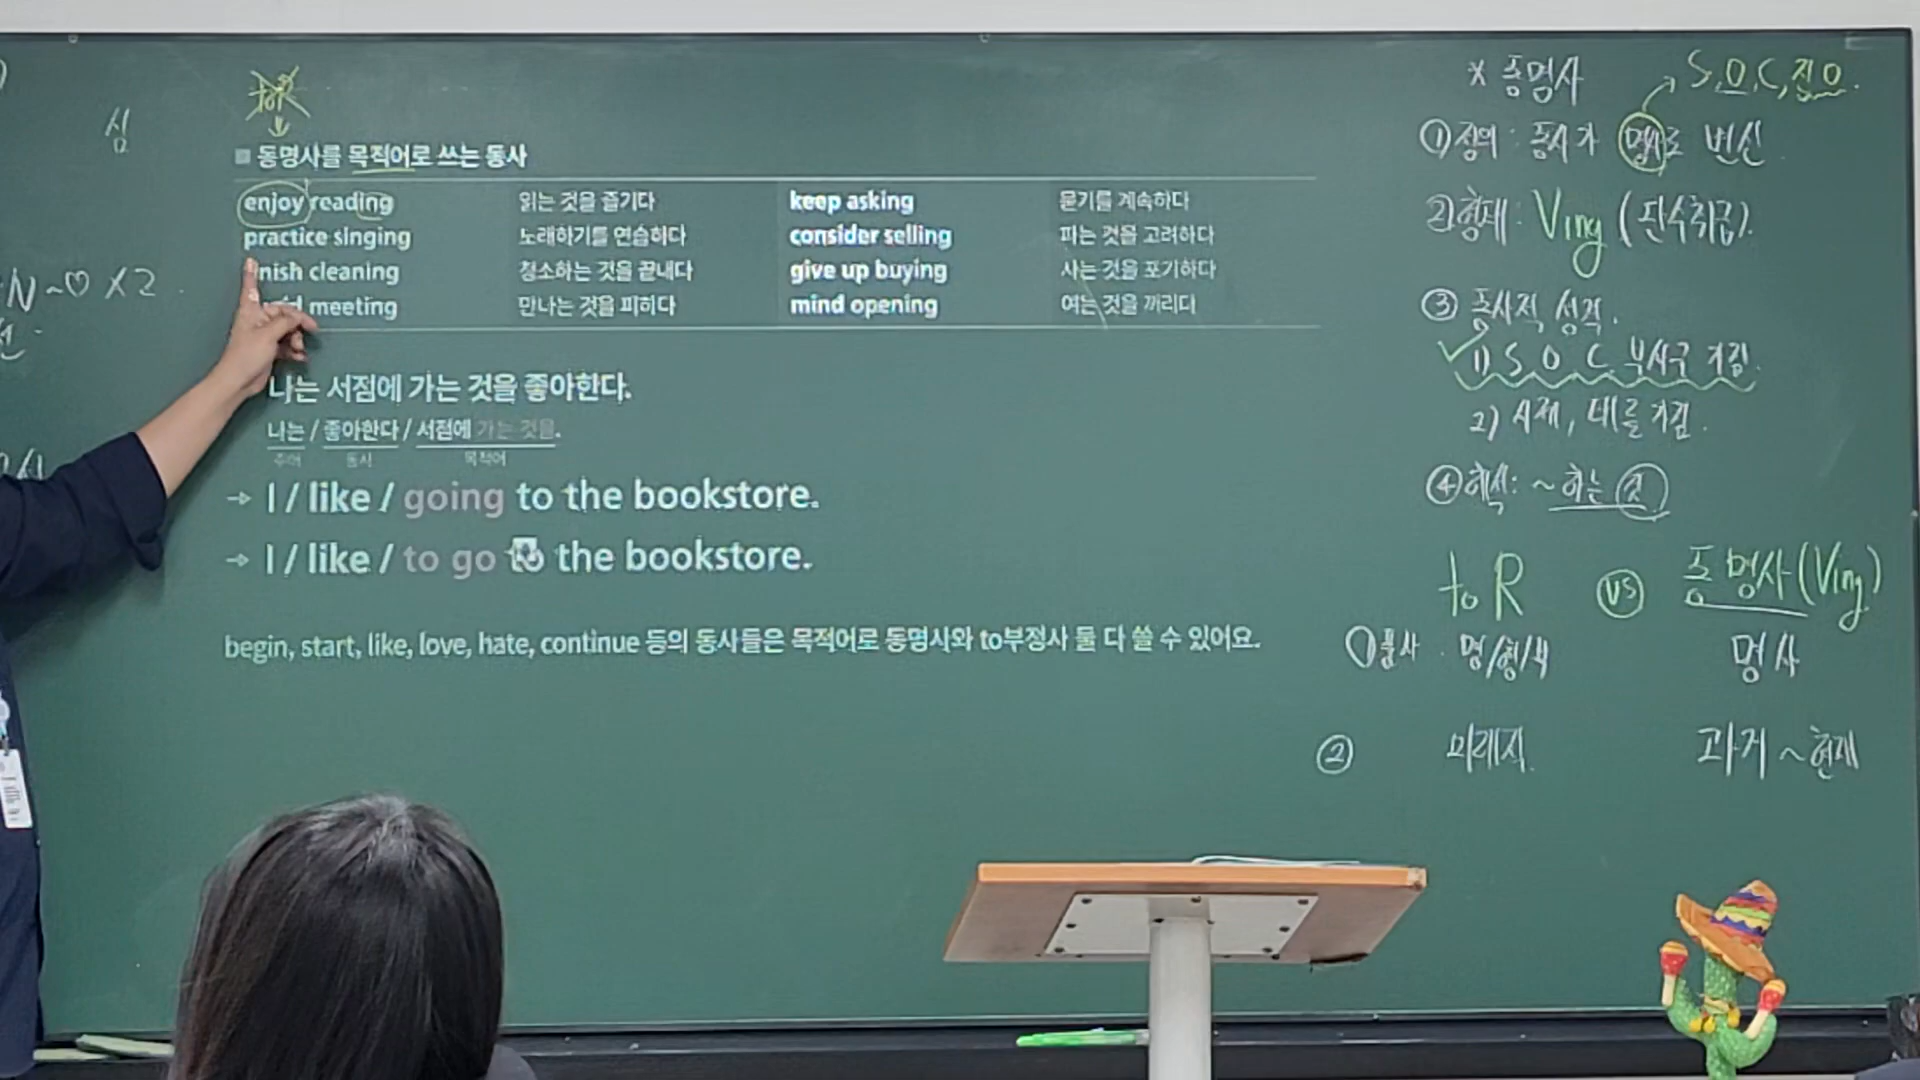 심
N ~♡ X 2 .
toR
■ 동명사를 목적어로 쓰는 동사
enjoy reading 읽는 것을 즐기다 keep asking 묻기를 계속하다
practice singing 노래하기를 연습하다 consider selling 파는 것을 고려하다
nish cleaning 청소하는 것을 끝내다 give up buying 사는 것을 포기하다
meeting 만나는 것을 피하다 mind opening 여는 것을 꺼리다
나는 서점에 가는 것을 좋아한다.
나는 / 좋아한다 / 서점에 가는 것을.
주어 동사 목적어
→ I / like / going to the bookstore.
→ I / like / to go to the bookstore.
begin, start, like, love, hate, continue 등의 동사들은 목적어로 동명사와 to부정사 둘 다 쓸 수 있어요.
* 동명사 S, O, C, 전O.
① 정의 : 동사가 명사로 변신
② 형태 : Ving (단수취급).
③ 동사적 성격.
1) S O C 부사구 가짐.
2) 시제, 태를 가짐.
④ 해석 : ~하는 것
to R VS 동명사 (Ving)
① 품사 . 명/형/부 명사
② 미래적. 과거 ~ 현재